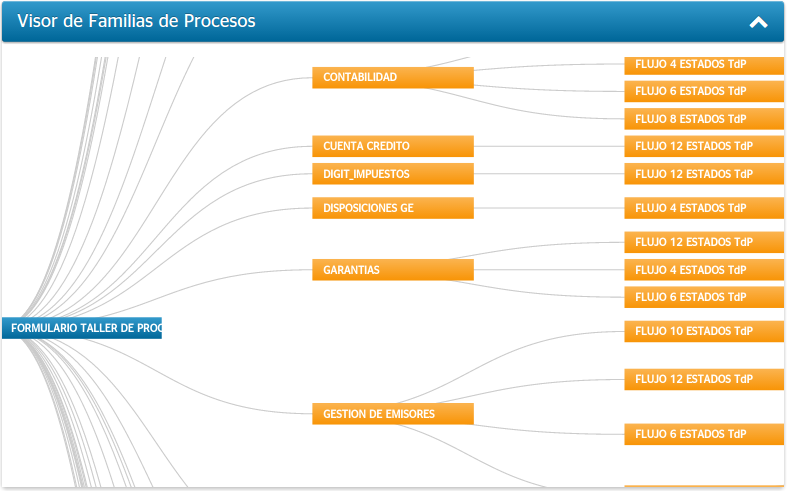 Visor de Familias de Procesos
CONTABILIDAD
FLUJO 4 ESTADOS TdP
FLUJO 6 ESTADOS TdP
FLUJO 8 ESTADOS TdP
CUENTA CREDITO
FLUJO 12 ESTADOS TdP
DIGIT_IMPUESTOS
FLUJO 12 ESTADOS TdP
DISPOSICIONES GE
FLUJO 4 ESTADOS TdP
GARANTIAS
FLUJO 12 ESTADOS TdP
FLUJO 4 ESTADOS TdP
FLUJO 6 ESTADOS TdP
FORMULARIO TALLER DE PROC
GESTION DE EMISORES
FLUJO 10 ESTADOS TdP
FLUJO 12 ESTADOS TdP
FLUJO 6 ESTADOS TdP